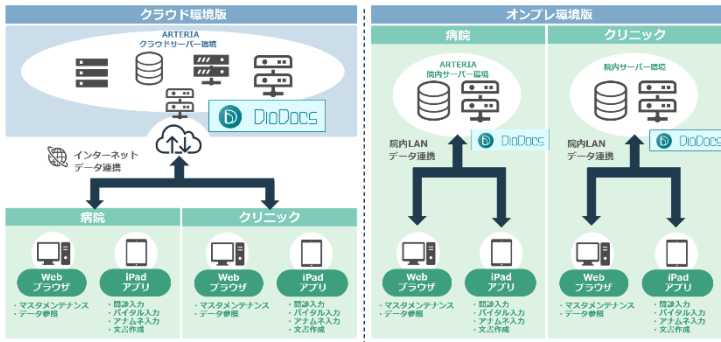 クラウド環境版
ARTERIA
クラウドサーバー環境
DioDocs
インターネット
データ連携
病院
クリニック
Web
ブラウザ
iPad
アプリ
Web
ブラウザ
iPad
アプリ
・マスタメンテナンス
・データ参照
・問診入力
・バイタル入力
・アナムネ入力
・文書作成
・マスタメンテナンス
・データ参照
・問診入力
・バイタル入力
・アナムネ入力
・文書作成
オンプレ環境版
病院
クリニック
ARTERIA
院内サーバー環境
院内サーバー環境
院内LAN
データ連携
DioDocs
院内LAN
データ連携
DioDocs
Web
ブラウザ
iPad
アプリ
Web
ブラウザ
iPad
アプリ
・マスタメンテナンス
・データ参照
・問診入力
・バイタル入力
・アナムネ入力
・文書作成
・マスタメンテナンス
・データ参照
・問診入力
・バイタル入力
・アナムネ入力
・文書作成